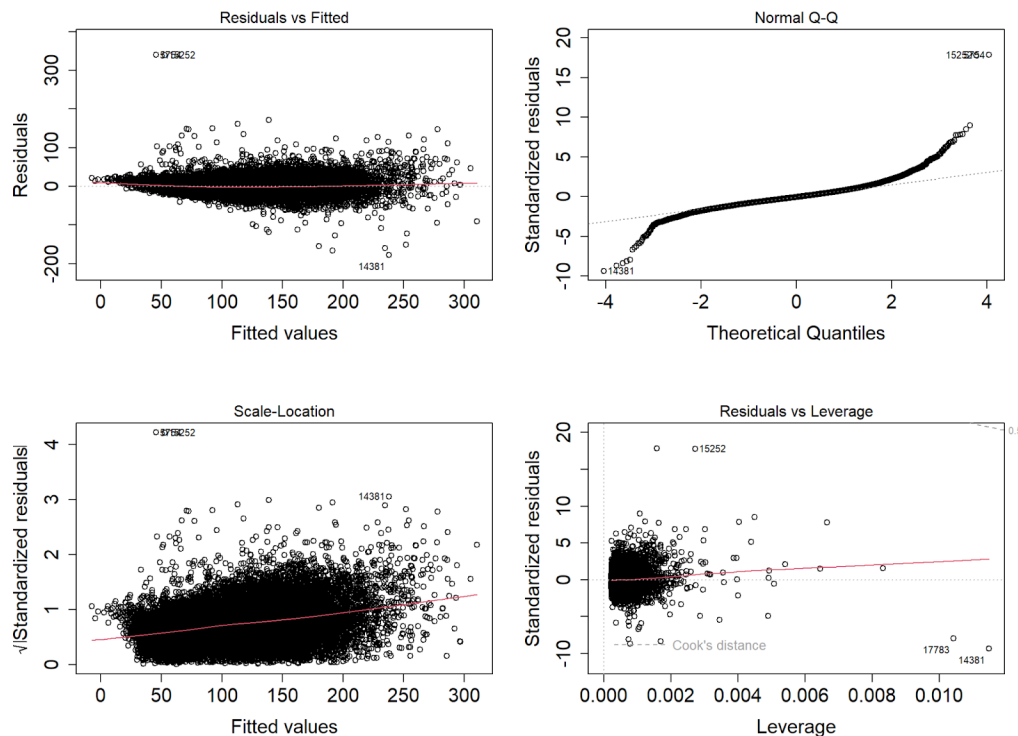 Residuals vs Fitted
Residuals
300
100
0
-200
15252
14381
0 50 100 150 200 250 300
Fitted values
Normal Q-Q
Standardized residuals
20
15
10
5
0
-5
-10
14381
-4 -2 0 2 4
Theoretical Quantiles
Scale-Location
√|Standardized residuals|
4
3
2
1
0
15252
14381
0 50 100 150 200 250 300
Fitted values
Residuals vs Leverage
Standardized residuals
20
10
5
0
-10
15252
Cook's distance
17783
14381
0.000 0.002 0.004 0.006 0.008 0.010
Leverage